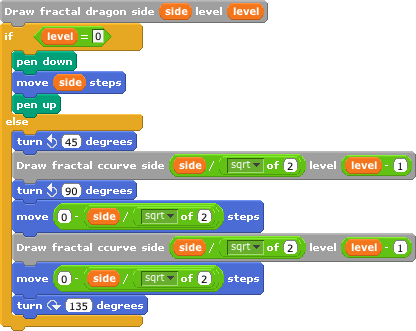 Draw fractal dragon side side level level
if level = 0
pen down
move side steps
pen up
else
turn 45 degrees
Draw fractal ccurve side side / sqrt of 2 level level - 1
turn 90 degrees
move 0 - side / sqrt of 2 steps
Draw fractal ccurve side side / sqrt of 2 level level - 1
move 0 - side / sqrt of 2 steps
turn 135 degrees